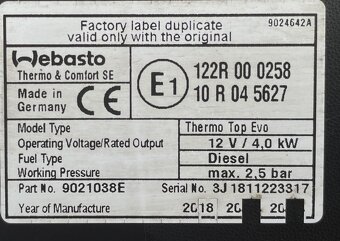 Factory label duplicate
valid only with the original
9024642A
Webasto
Thermo & Comfort SE
Made in
Germany
CE
E1
122R 00 0258
10 R 04 5627
Model Type Thermo Top Evo
Operating Voltage/Rated Output 12 V / 4,0 kW
Fuel Type Diesel
Working Pressure max. 2,5 bar
Part No. 9021038E Serial No. 3J1811223317
Year of Manufacture 2018